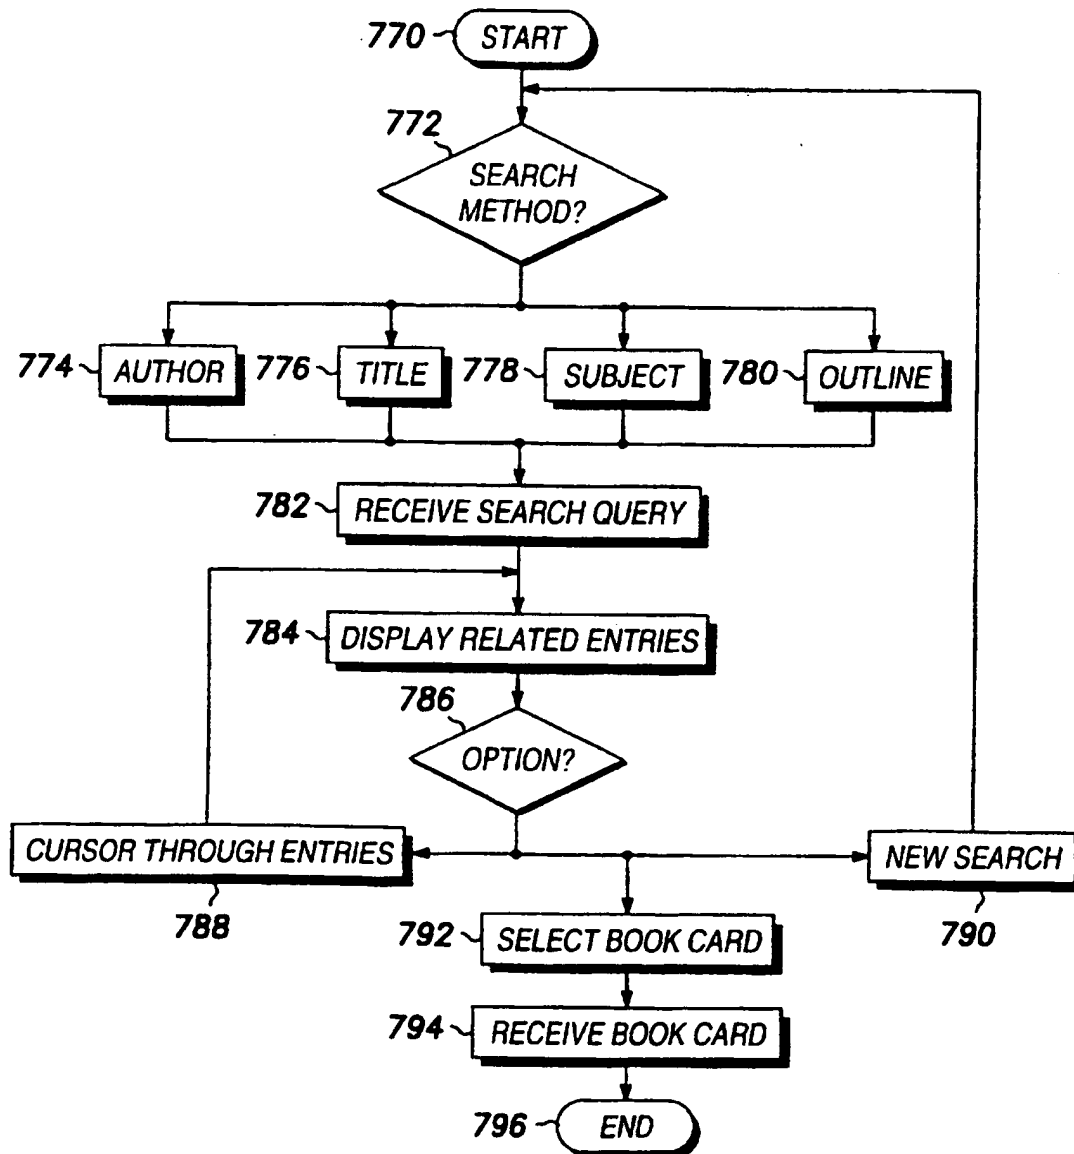 770 START
772
SEARCH
METHOD?
774 AUTHOR 776 TITLE 778 SUBJECT 780 OUTLINE
782 RECEIVE SEARCH QUERY
784 DISPLAY RELATED ENTRIES
786
OPTION?
CURSOR THROUGH ENTRIES NEW SEARCH
788 790
792 SELECT BOOK CARD
794 RECEIVE BOOK CARD
796 END